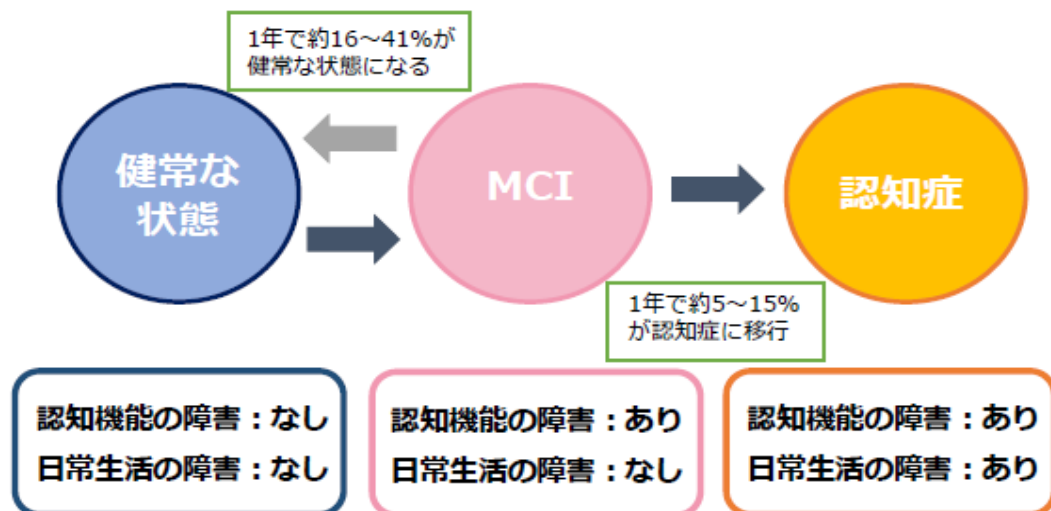 1年で約16～41%が
健常な状態になる
健常な
状態
MCI
認知症
1年で約5～15%
が認知症に移行
認知機能の障害：なし
日常生活の障害：なし
認知機能の障害：あり
日常生活の障害：なし
認知機能の障害：あり
日常生活の障害：あり